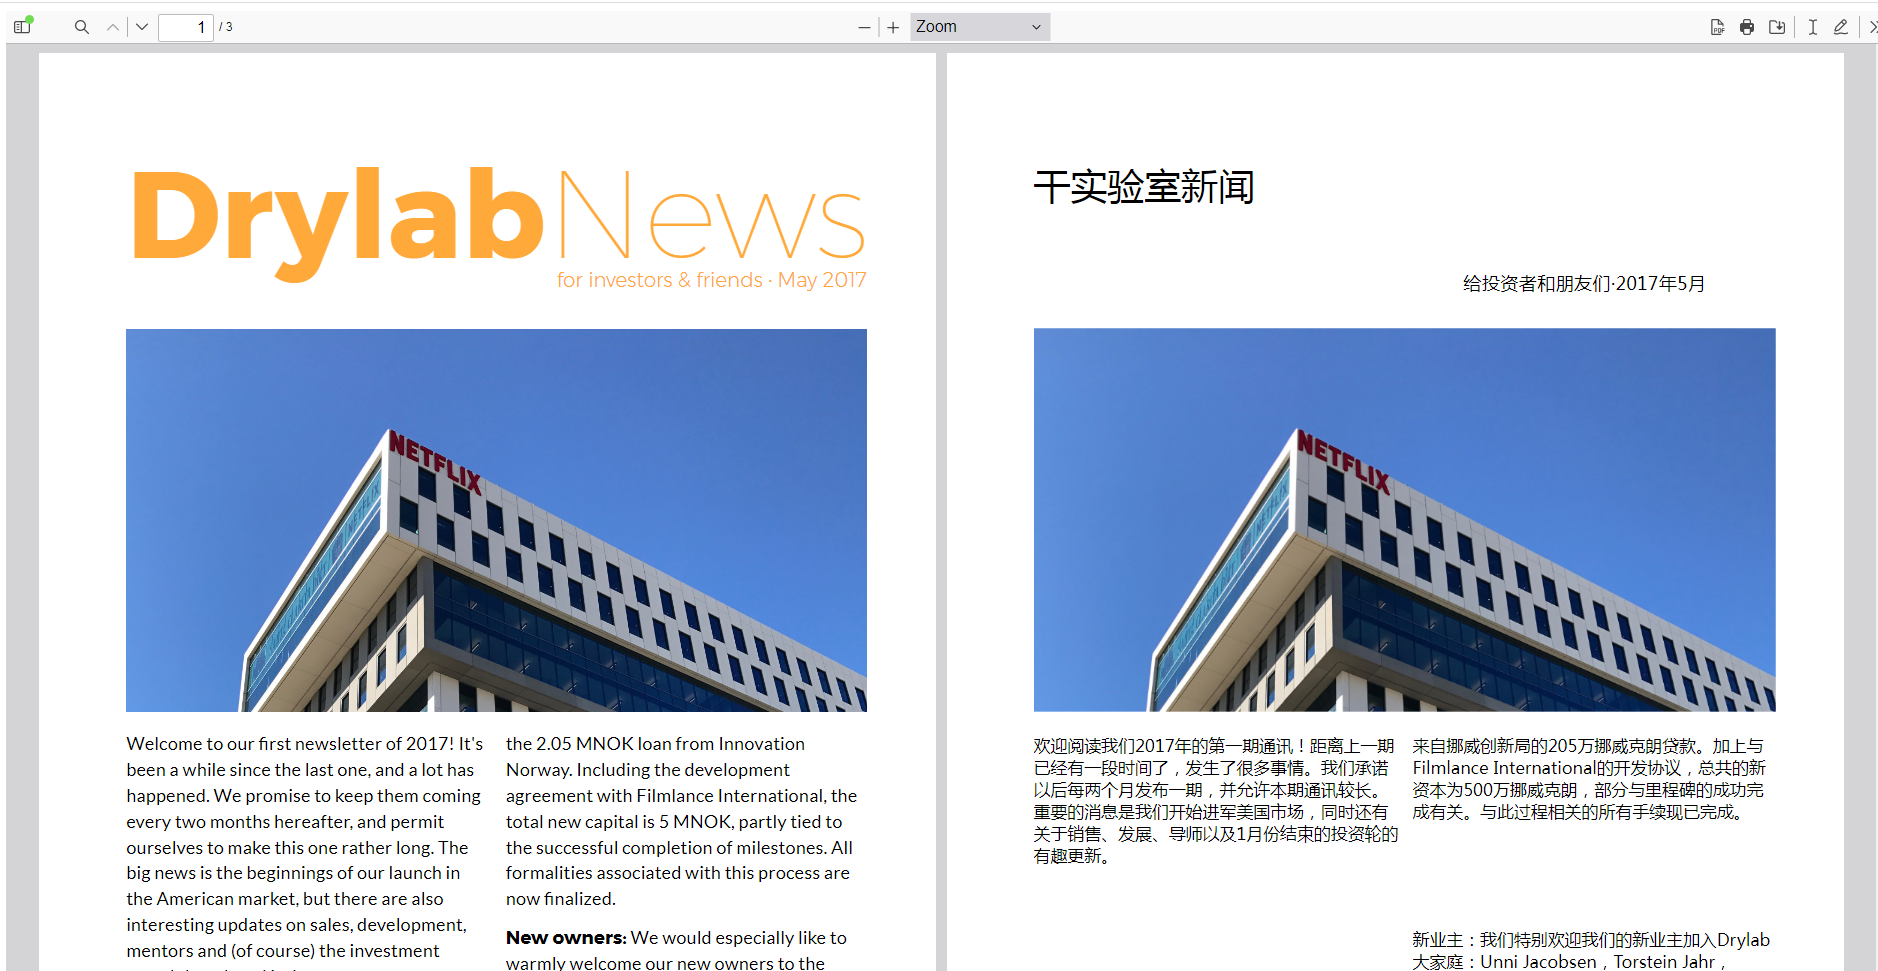 1 / 3
Zoom
DrylabNews
for investors & friends · May 2017
NETFLIX
Welcome to our first newsletter of 2017! It's
been a while since the last one, and a lot has
happened. We promise to keep them coming
every two months hereafter, and permit
ourselves to make this one rather long. The
big news is the beginnings of our launch in
the American market, but there are also
interesting updates on sales, development,
mentors and (of course) the investment
the 2.05 MNOK loan from Innovation
Norway. Including the development
agreement with Filmlance International, the
total new capital is 5 MNOK, partly tied to
the successful completion of milestones. All
formalities associated with this process are
now finalized.
New owners: We would especially like to
warmly welcome our new owners to the
干实验室新闻
给投资者和朋友们·2017年5月
NETFLIX
欢迎阅读我们2017年的第一期通讯！距离上一期
已经有一段时间了，发生了很多事情。我们承诺
以后每两个月发布一期，并允许本期通讯较长。
重要的消息是我们开始进军美国市场，同时还有
关于销售、发展、导师以及1月份结束的投资轮的
有趣更新。
来自挪威创新局的205万挪威克朗贷款。加上与
Filmlance International的开发协议，总共的新
资本为500万挪威克朗，部分与里程碑的成功完
成有关。与此过程相关的所有手续现已完成。
新业主：我们特别欢迎我们的新业主加入Drylab
大家庭：Unni Jacobsen，Torstein Jahr，